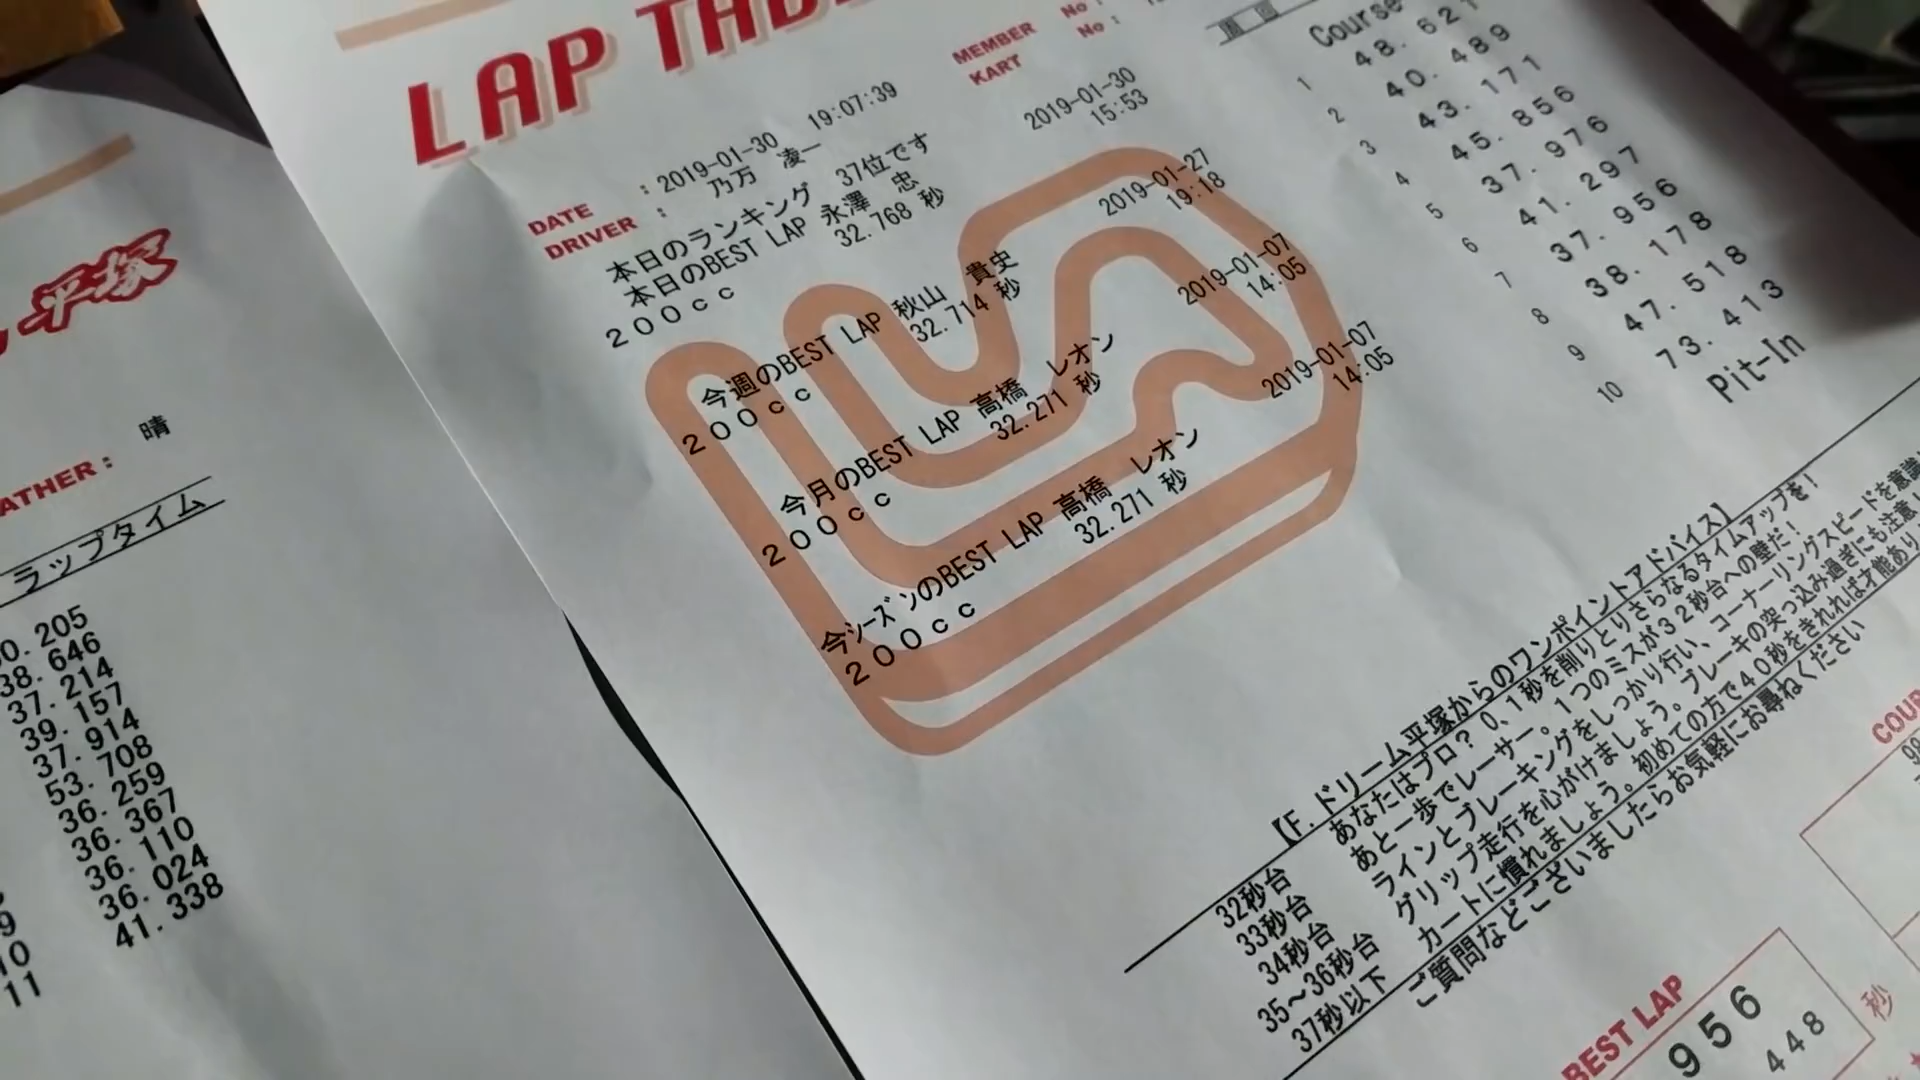 平塚
晴
ATHER :
ラップタイム
0. 205
38. 646
37. 214
39. 157
37. 914
53. 708
36. 259
36. 367
36. 110
9 36. 024
10 41. 338
11
LAP TAB
MEMBER No :
KART No :
DATE : 2019-01-30 19:07:39
DRIVER : 乃万 凌一
本日のランキング 37位です
本日のBEST LAP 永澤 忠 2019-01-30
200cc 32.768 秒 15:53
今週のBEST LAP 秋山 貴史 2019-01-27
200cc 32.714 秒 19:18
今月のBEST LAP 高橋 レオン 2019-01-07
200cc 32.271 秒 14:05
今シーズンのBEST LAP 高橋 レオン 2019-01-07
200cc 32.271 秒 14:05
周回 Course
1 48. 621
2 40. 489
3 43. 171
4 45. 856
5 37. 976
6 41. 297
7 37. 956
8 38. 178
9 47. 518
10 73. 413
Pit-In
【F.ドリーム平塚からのワンポイントアドバイス】
32秒台 あなたはプロ？0,1秒を削りとりさらなるタイムアップを！
33秒台 あと一歩でレーサー。1つのミスが32秒台への壁だ！
34秒台 ラインとブレーキングをしっかり行い、コーナーリングスピードを意識
35～36秒台 グリップ走行を心がけましょう。ブレーキの突っ込み過ぎにも注意！
37秒以下 カートに慣れましょう。初めての方で40秒をきれれば才能あり
ご質問などございましたらお気軽にお尋ねください
BEST LAP
956
448 秒
COUR
98